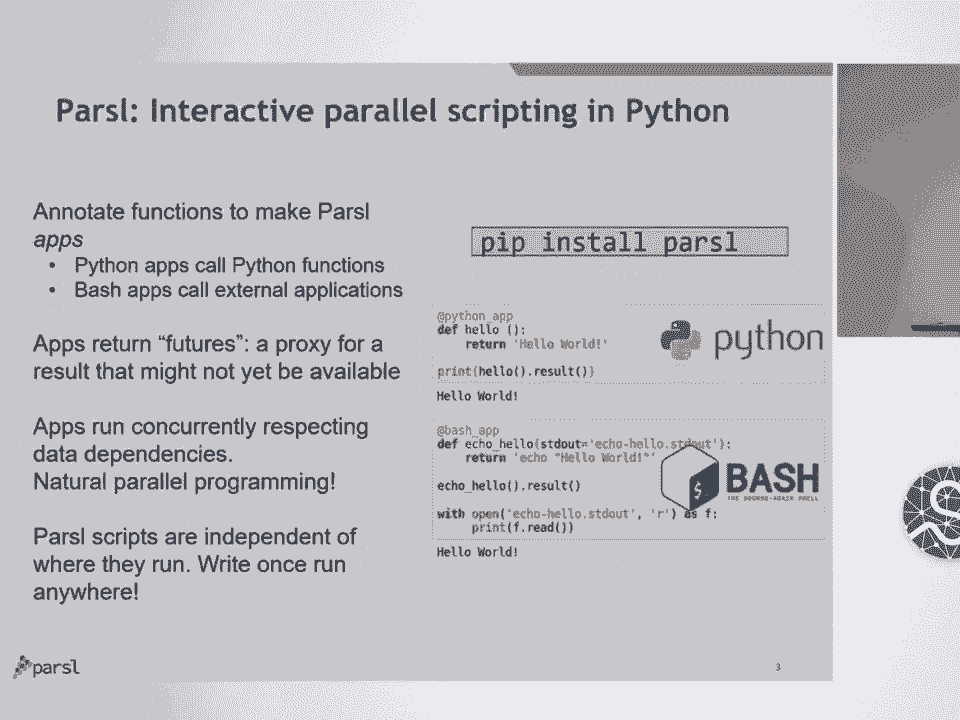 Parsl: Interactive parallel scripting in Python
Annotate functions to make Parsl
apps
• Python apps call Python functions
• Bash apps call external applications
Apps return “futures”: a proxy for a
result that might not yet be available
Apps run concurrently respecting
data dependencies.
Natural parallel programming!
Parsl scripts are independent of
where they run. Write once run
anywhere!
pip install parsl
@python_app
def hello ():
    return 'Hello World!'
print(hello().result())
Hello World!
python
@bash_app
def echo_hello(stdout='echo-hello.stdout'):
    return 'echo "Hello World!"'
echo_hello().result()
with open('echo-hello.stdout', 'r') as f:
    print(f.read())
Hello World!
BASH
THE BOURNE-AGAIN SHELL
parsl
3